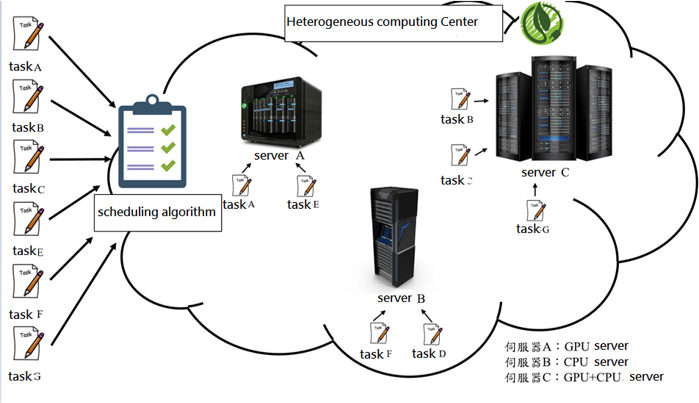 Heterogeneous computing Center
Task
taskA
Task
taskB
Task
taskC
Task
taskE
Task
task F
Task
taskG
scheduling algorithm
server A
Task
taskA
Task
taskE
server B
Task
task F
Task
task D
Task
task B
Task
task
server C
Task
taskG
伺服器A：GPU server
伺服器B：CPU server
伺服器C：GPU+CPU server